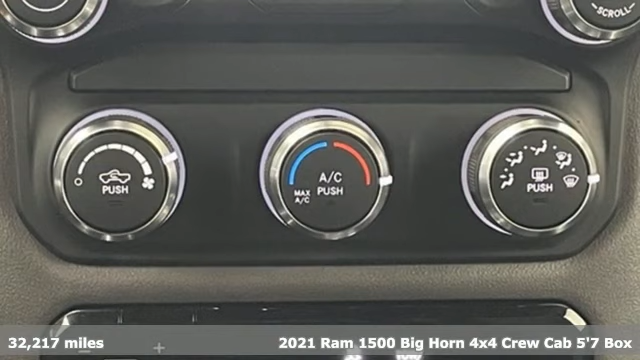 SCROLL
PUSH
A/C
PUSH
MAX
A/C
PUSH
32,217 miles
2021 Ram 1500 Big Horn 4x4 Crew Cab 5'7 Box